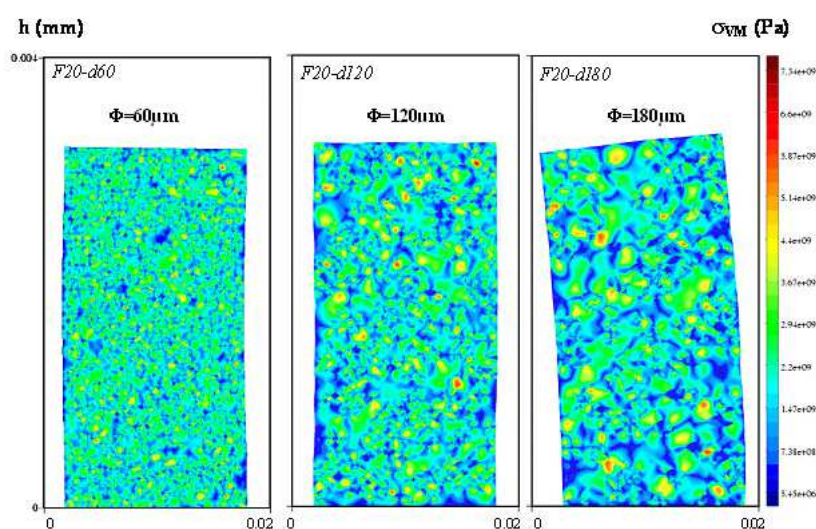 h (mm)
σVM (Pa)
0.004
F20-d60
F20-d120
F20-d180
Φ=60µm
Φ=120µm
Φ=180µm
7.34e+09
6.6e+09
5.87e+09
5.14e+09
4.4e+09
3.67e+09
2.94e+09
2.2e+09
1.47e+09
7.38e+08
5.45e+06
0
0 0.02 0 0.02 0 0.02